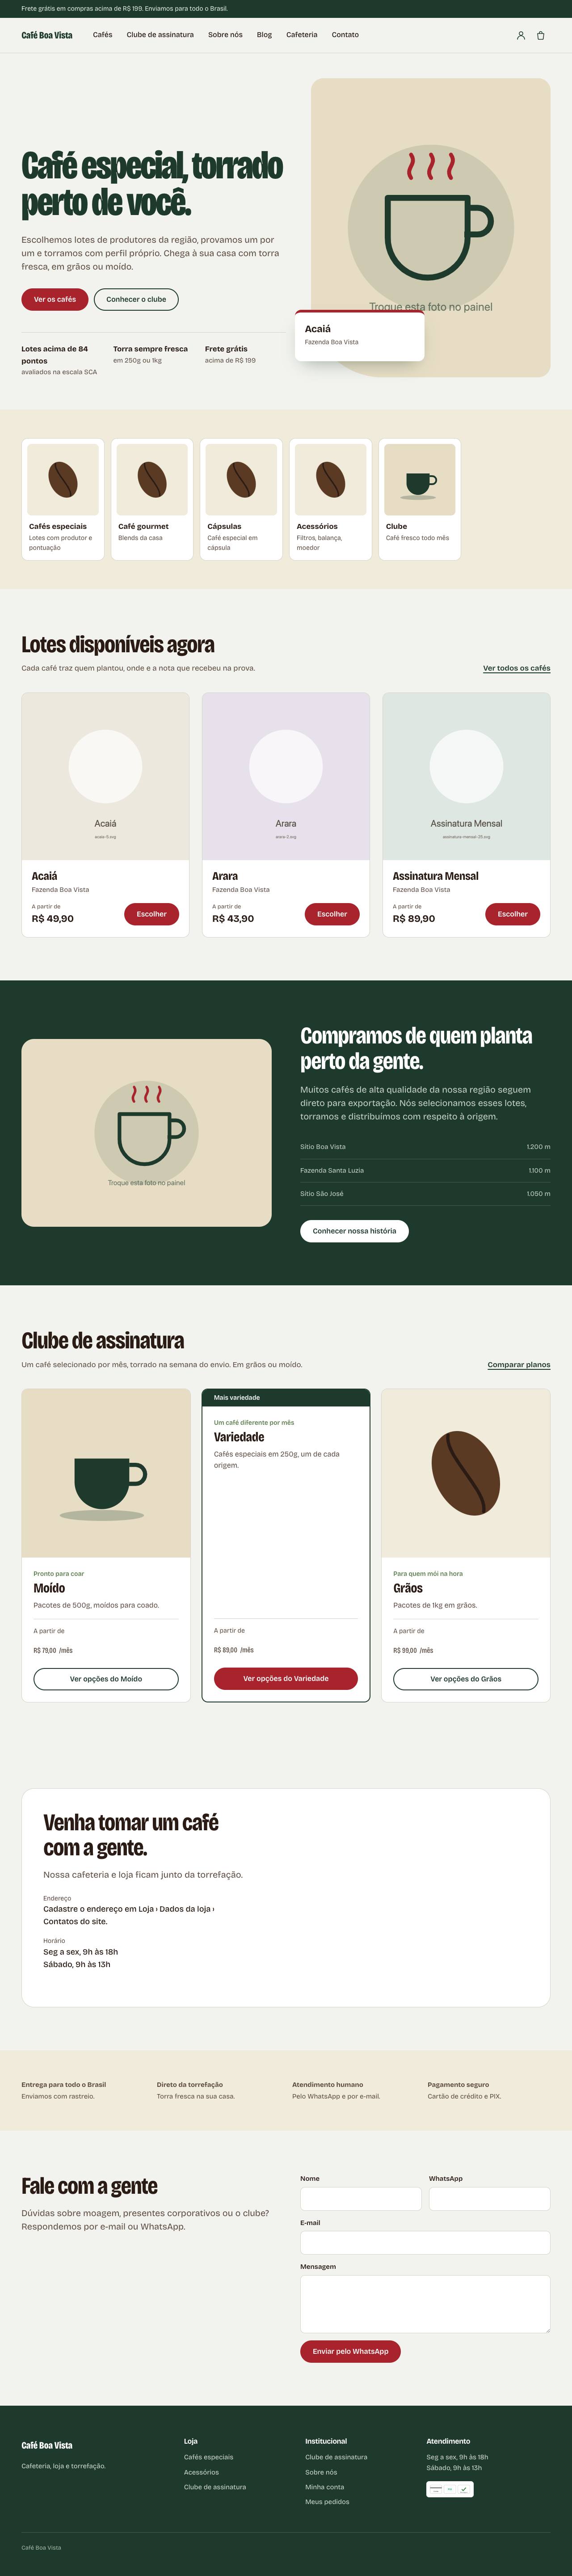 Frete grátis em compras acima de R$ 199. Enviamos para todo o Brasil.
Café Boa Vista
Cafés
Clube de assinatura
Sobre nós
Blog
Cafeteria
Contato
Café especial, torrado
perto de você.
Escolhemos lotes de produtores da região, provamos um por
um e torramos com perfil próprio. Chega à sua casa com torra
fresca, em grãos ou moído.
Ver os cafés
Conhecer o clube
Lotes acima de 84
pontos
avaliados na escala SCA
Torra sempre fresca
em 250g ou 1kg
Frete grátis
acima de R$ 199
Troque esta foto no painel
Acaiá
Fazenda Boa Vista
Cafés especiais
Lotes com produtor e
pontuação
Café gourmet
Blends da casa
Cápsulas
Café especial em
cápsula
Acessórios
Filtros, balança,
moedor
Clube
Café fresco todo mês
Lotes disponíveis agora
Cada café traz quem plantou, onde e a nota que recebeu na prova.
Ver todos os cafés
Acaiá
acaia-5.svg
Acaiá
Fazenda Boa Vista
A partir de
R$ 49,90
Escolher
Arara
arara-2.svg
Arara
Fazenda Boa Vista
A partir de
R$ 43,90
Escolher
Assinatura Mensal
assinatura-mensal-25.svg
Assinatura Mensal
Fazenda Boa Vista
A partir de
R$ 89,90
Escolher
Troque esta foto no painel
Compramos de quem planta
perto da gente.
Muitos cafés de alta qualidade da nossa região seguem
direto para exportação. Nós selecionamos esses lotes,
torramos e distribuímos com respeito à origem.
Sítio Boa Vista 1.200 m
Fazenda Santa Luzia 1.100 m
Sítio São José 1.050 m
Conhecer nossa história
Clube de assinatura
Um café selecionado por mês, torrado na semana do envio. Em grãos ou moído.
Comparar planos
Pronto para coar
Moído
Pacotes de 500g, moídos para coado.
A partir de
R$ 79,00 /mês
Ver opções do Moído
Mais variedade
Um café diferente por mês
Variedade
Cafés especiais em 250g, um de cada
origem.
A partir de
R$ 89,00 /mês
Ver opções do Variedade
Para quem mói na hora
Grãos
Pacotes de 1kg em grãos.
A partir de
R$ 99,00 /mês
Ver opções do Grãos
Venha tomar um café
com a gente.
Nossa cafeteria e loja ficam junto da torrefação.
Endereço
Cadastre o endereço em Loja › Dados da loja ›
Contatos do site.
Horário
Seg a sex, 9h às 18h
Sábado, 9h às 13h
Entrega para todo o Brasil
Enviamos com rastreio.
Direto da torrefação
Torra fresca na sua casa.
Atendimento humano
Pelo WhatsApp e por e-mail.
Pagamento seguro
Cartão de crédito e PIX.
Fale com a gente
Dúvidas sobre moagem, presentes corporativos ou o clube?
Respondemos por e-mail ou WhatsApp.
Nome
WhatsApp
E-mail
Mensagem
Enviar pelo WhatsApp
Café Boa Vista
Cafeteria, loja e torrefação.
Loja
Cafés especiais
Acessórios
Clube de assinatura
Institucional
Clube de assinatura
Sobre nós
Minha conta
Meus pedidos
Atendimento
Seg a sex, 9h às 18h
Sábado, 9h às 13h
Café Boa Vista